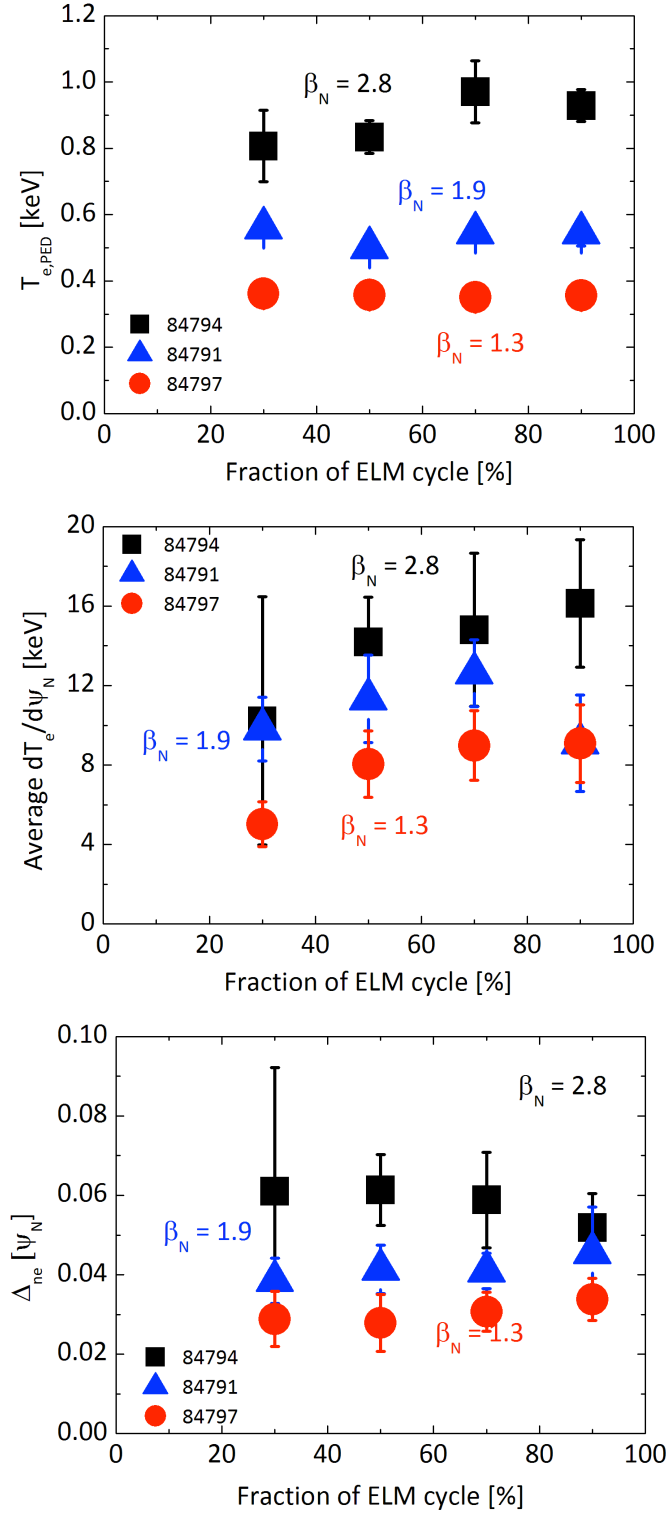 1.2
1.0
0.8
0.6
0.4
0.2
0.0
T_e,PED [keV]
β_N = 2.8
β_N = 1.9
β_N = 1.3
84794
84791
84797
0 20 40 60 80 100
Fraction of ELM cycle [%]
20
16
12
8
4
0
Average dT_e/dψ_N [keV]
84794
84791
84797
β_N = 2.8
β_N = 1.9
β_N = 1.3
0 20 40 60 80 100
Fraction of ELM cycle [%]
0.10
0.08
0.06
0.04
0.02
0.00
Δ_ne [ψ_N]
β_N = 2.8
β_N = 1.9
β_N = 1.3
84794
84791
84797
0 20 40 60 80 100
Fraction of ELM cycle [%]